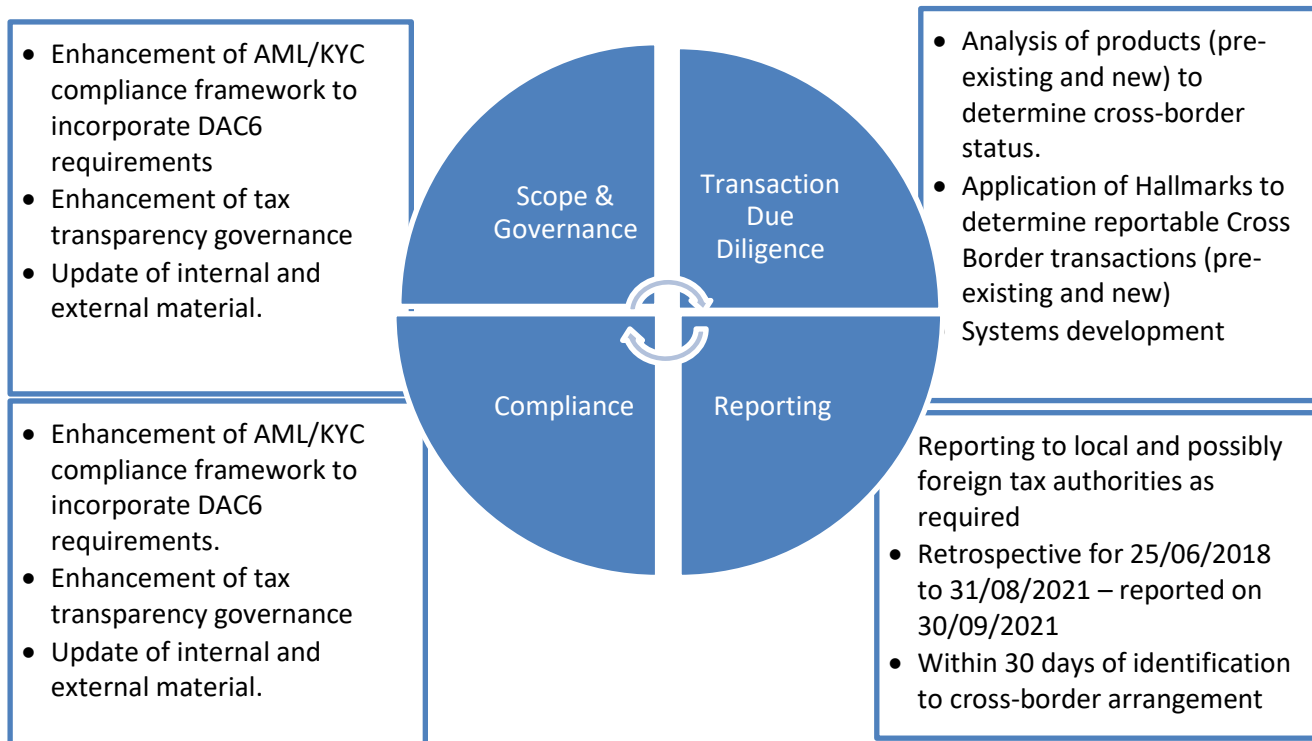 • Enhancement of AML/KYC
compliance framework to
incorporate DAC6
requirements
• Enhancement of tax
transparency governance
• Update of internal and
external material.
Scope &
Governance
Transaction
Due
Diligence
• Analysis of products (pre-
existing and new) to
determine cross-border
status.
• Application of Hallmarks to
determine reportable Cross
Border transactions (pre-
existing and new)
Systems development
• Enhancement of AML/KYC
compliance framework to
incorporate DAC6
requirements.
• Enhancement of tax
transparency governance
• Update of internal and
external material.
Compliance
Reporting
Reporting to local and possibly
foreign tax authorities as
required
• Retrospective for 25/06/2018
to 31/08/2021 – reported on
30/09/2021
• Within 30 days of identification
to cross-border arrangement